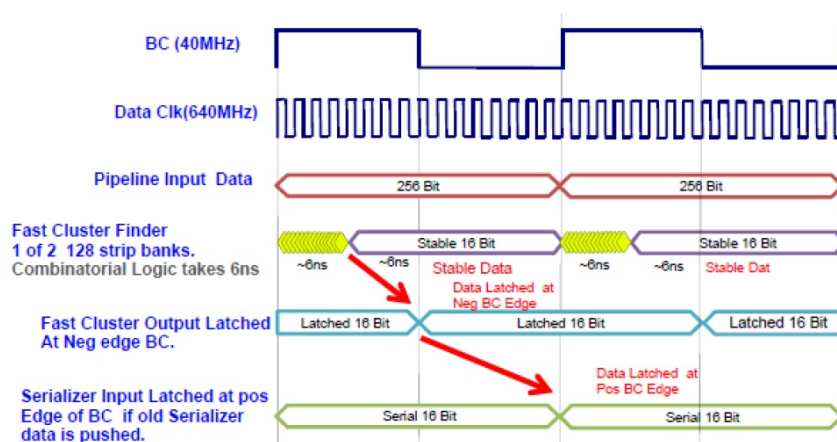 BC (40MHz)
Data Clk(640MHz)
Pipeline Input Data
256 Bit
256 Bit
Fast Cluster Finder
1 of 2 128 strip banks.
Combinatorial Logic takes 6ns
Stable 16 Bit
Stable 16 Bit
~6ns
~6ns
Stable Data
~6ns
~6ns
Stable Dat
Data Latched at
Neg BC Edge
Fast Cluster Output Latched
At Neg edge BC.
Latched 16 Bit
Latched 16 Bit
Latched 16 Bit
Data Latched at
Pos BC Edge
Serializer Input Latched at pos
Edge of BC if old Serializer
data is pushed.
Serial 16 Bit
Serial 16 Bit